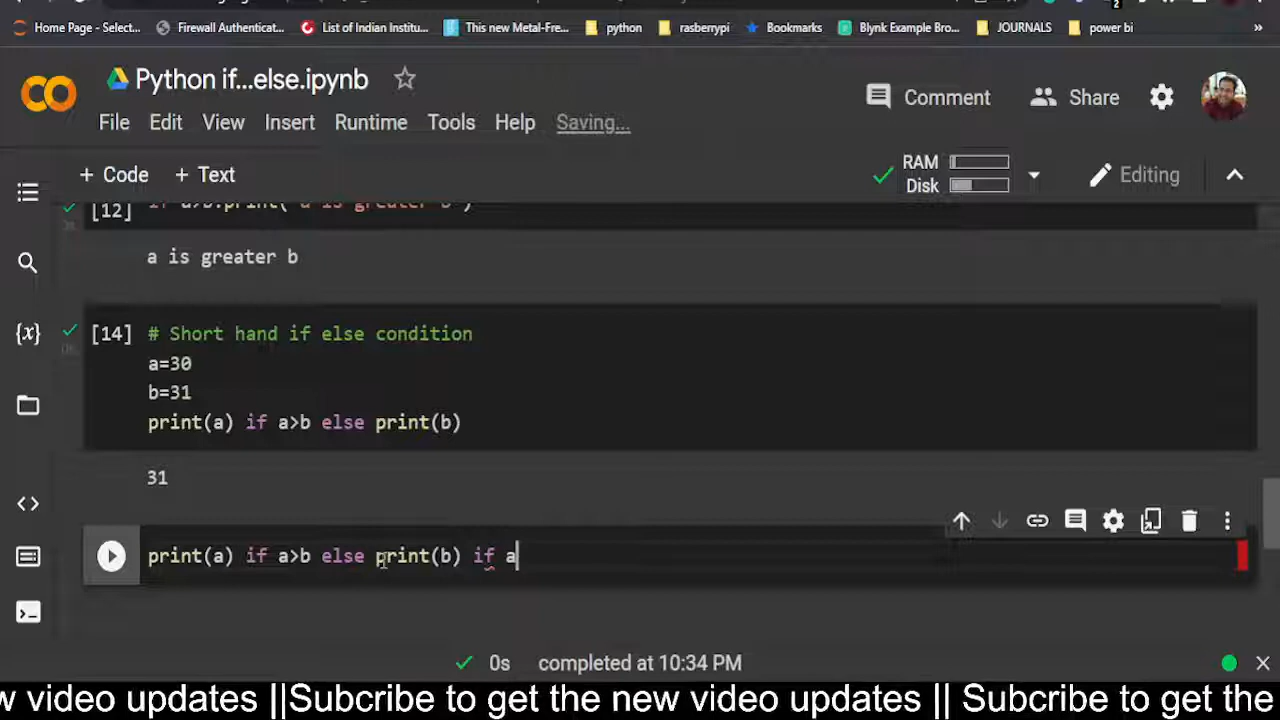 Home Page - Select... Firewall Authenticat... List of Indian Institu... This new Metal-Fre... python rasberrypi Bookmarks Blynk Example Bro... JOURNALS power bi »
Python if...else.ipynb
Comment Share
File Edit View Insert Runtime Tools Help Saving...
+ Code + Text
RAM
Disk
Editing
[12] if a>b:print("a is greater b")
a is greater b
[14] # Short hand if else condition
a=30
b=31
print(a) if a>b else print(b)
31
print(a) if a>b else print(b) if a
0s completed at 10:34 PM
w video updates ||Subcribe to get the new video updates || Subcribe to get the